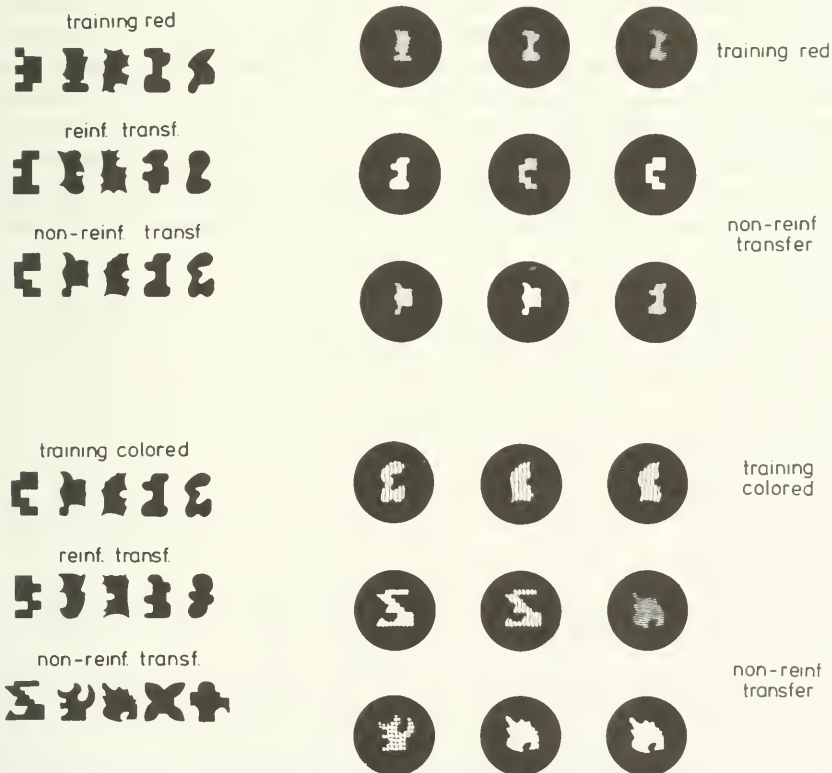 training red
training red
reinf. transf.
non-reinf. transf
non-reinf
transfer
training colored
training
colored
reinf. transf.
non-reinf. transf.
non-reinf
transfer